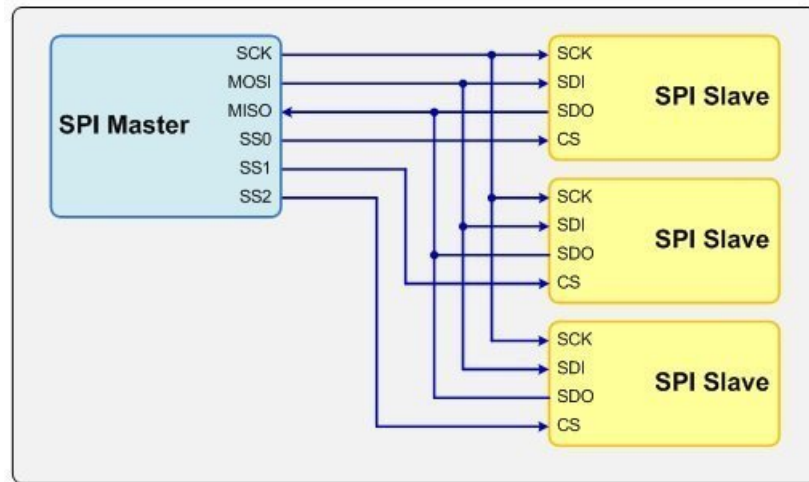 SPI Master
SCK
MOSI
MISO
SS0
SS1
SS2
SCK
SDI
SDO
CS
SPI Slave
SCK
SDI
SDO
CS
SPI Slave
SCK
SDI
SDO
CS
SPI Slave